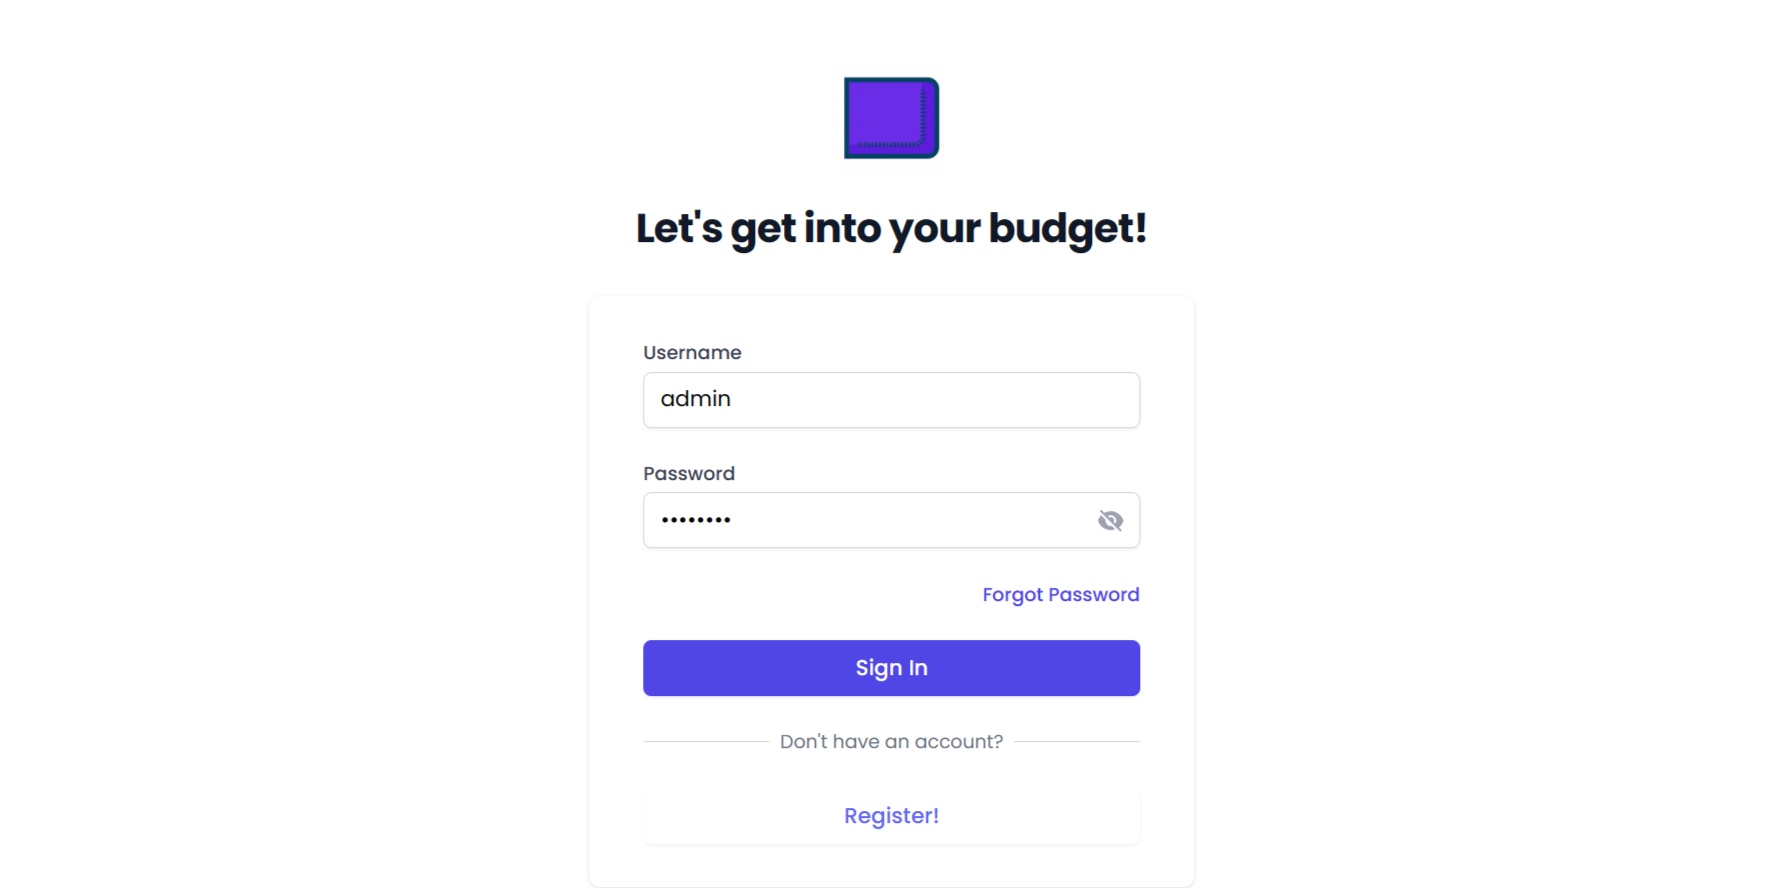 Let's get into your budget!
Username
admin
Password
••••••••
Forgot Password
Sign In
Don't have an account?
Register!